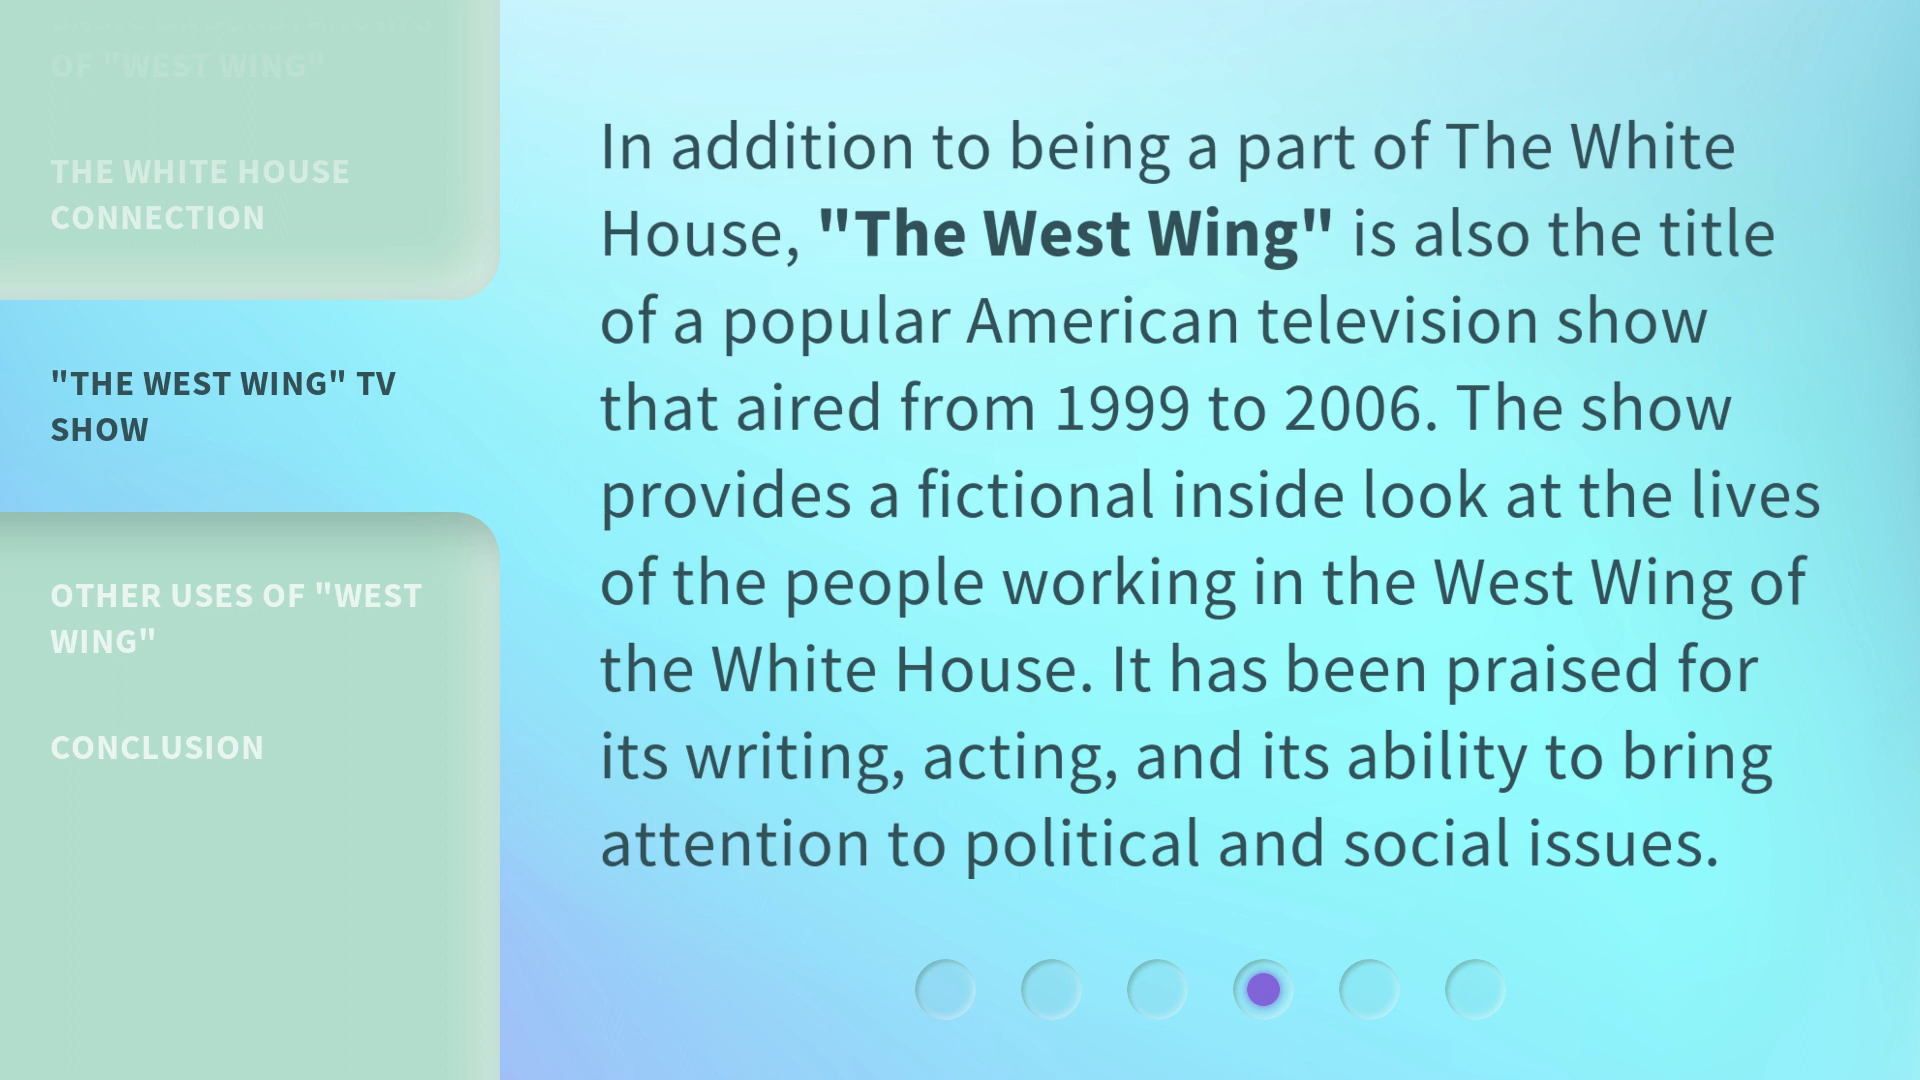 OF "WEST WING"
THE WHITE HOUSE
CONNECTION
"THE WEST WING" TV
SHOW
OTHER USES OF "WEST
WING"
CONCLUSION
In addition to being a part of The White
House, "The West Wing" is also the title
of a popular American television show
that aired from 1999 to 2006. The show
provides a fictional inside look at the lives
of the people working in the West Wing of
the White House. It has been praised for
its writing, acting, and its ability to bring
attention to political and social issues.